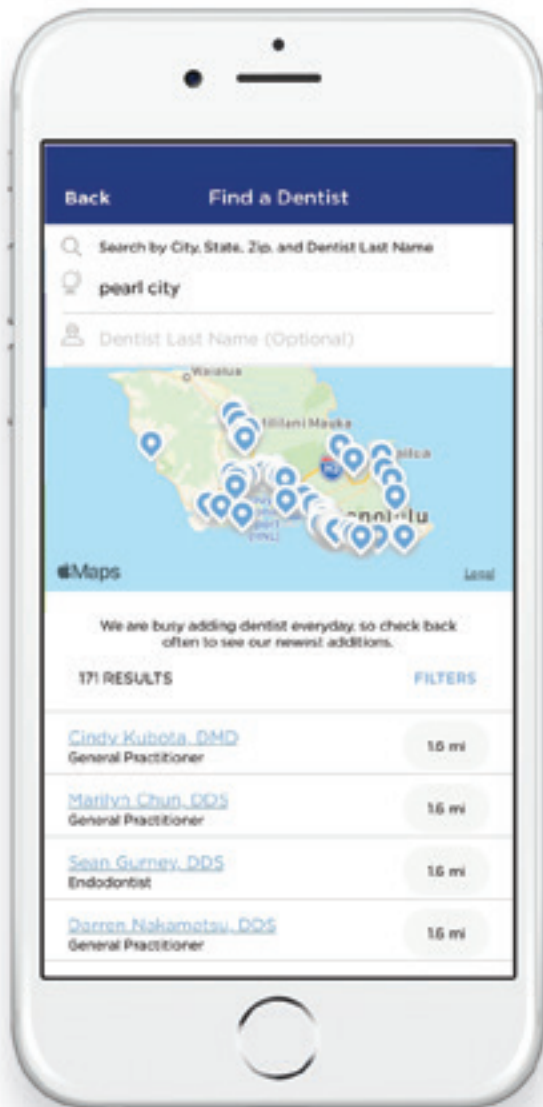 Back Find a Dentist
Search by City, State, Zip, and Dentist Last Name
pearl city
Dentist Last Name (Optional)
Waialua
Mililani Mauka
Maps
Legal
We are busy adding dentist everyday, so check back
often to see our newest additions.
171 RESULTS FILTERS
Cindy Kubota, DMD
General Practitioner
1.6 mi
Marilyn Chun, DDS
General Practitioner
1.6 mi
Sean Gurney, DDS
Endodontist
1.6 mi
Darren Nakamatsu, DDS
General Practitioner
1.6 mi